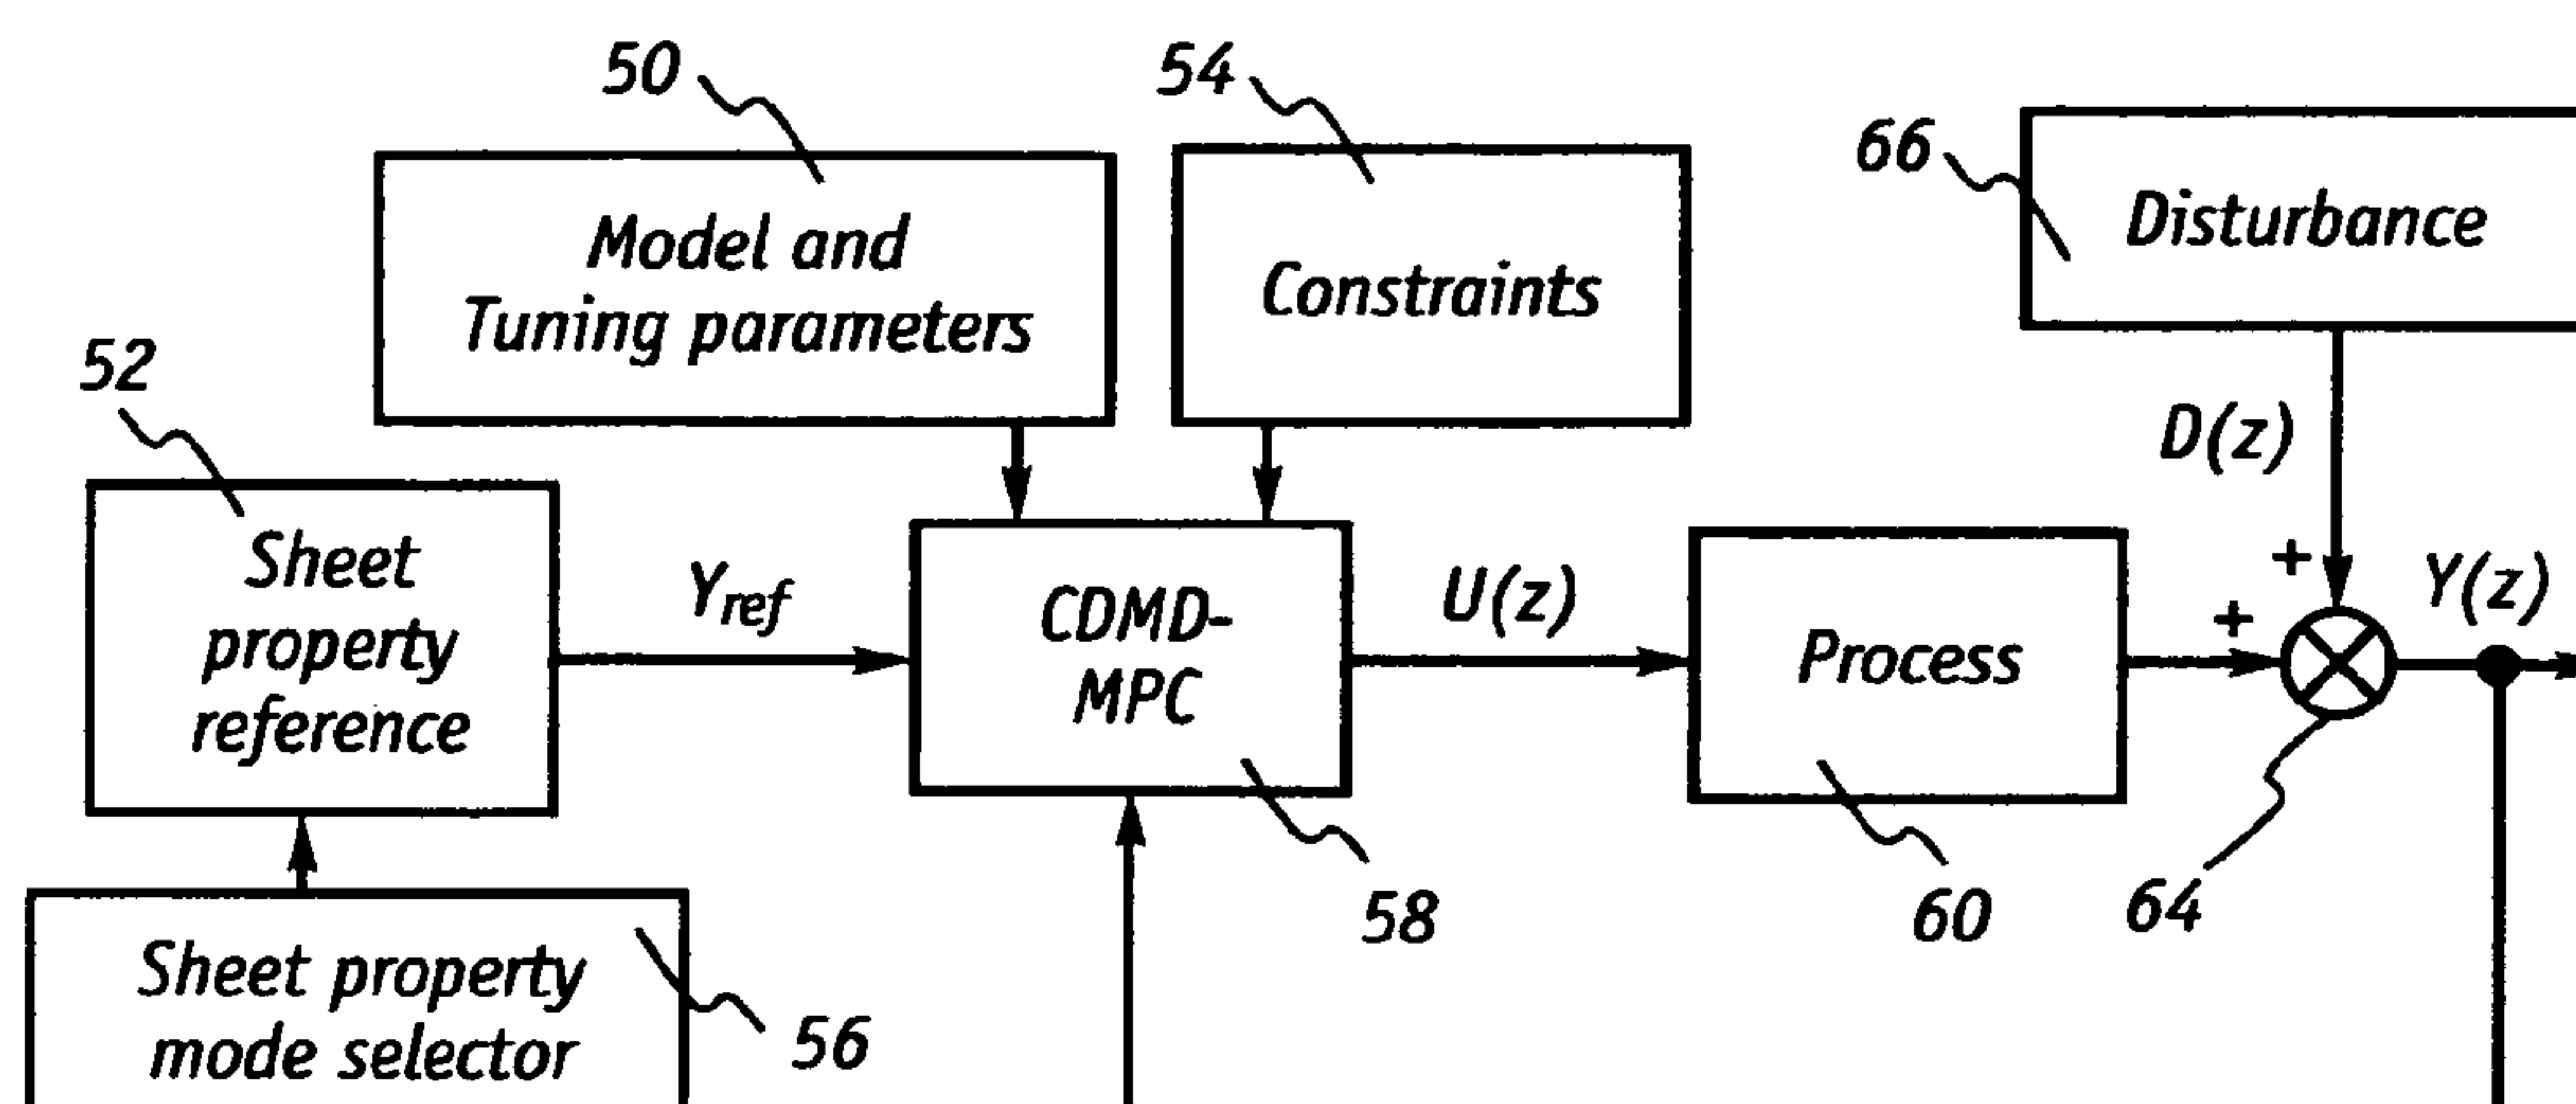 50
54
66
Model and
Tuning parameters
Constraints
Disturbance
52
D(z)
Sheet
property
reference
Y_ref
CDMD-
MPC
U(z)
Process
+
+
Y(z)
58
60
64
Sheet property
mode selector
56